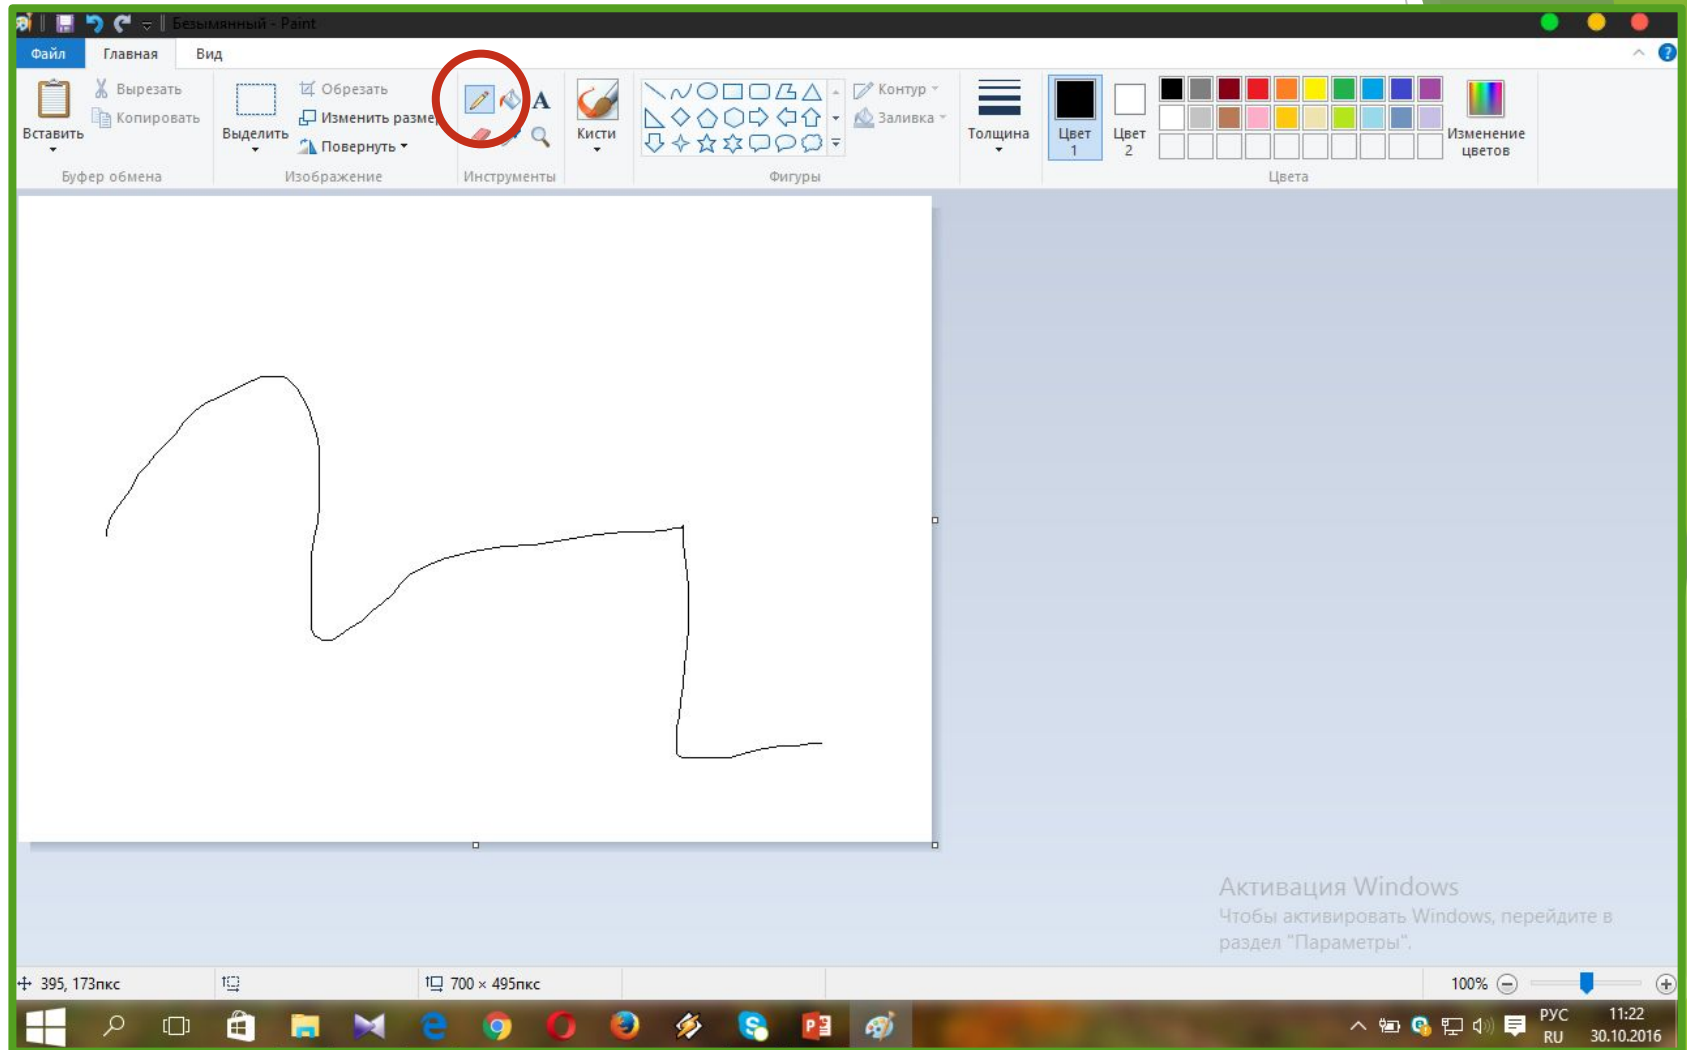 Безымянный - Paint
Файл Главная Вид
Вставить
Вырезать
Копировать
Буфер обмена
Выделить
Обрезать
Изменить размер
Повернуть
Изображение
A
Инструменты
Кисти
Контур
Заливка
Фигуры
Толщина
Цвет
1
Цвет
2
Изменение
цветов
Цвета
Активация Windows
Чтобы активировать Windows, перейдите в
раздел "Параметры".
395, 173пкс
700 × 495пкс
100%
РУС 11:22
RU 30.10.2016